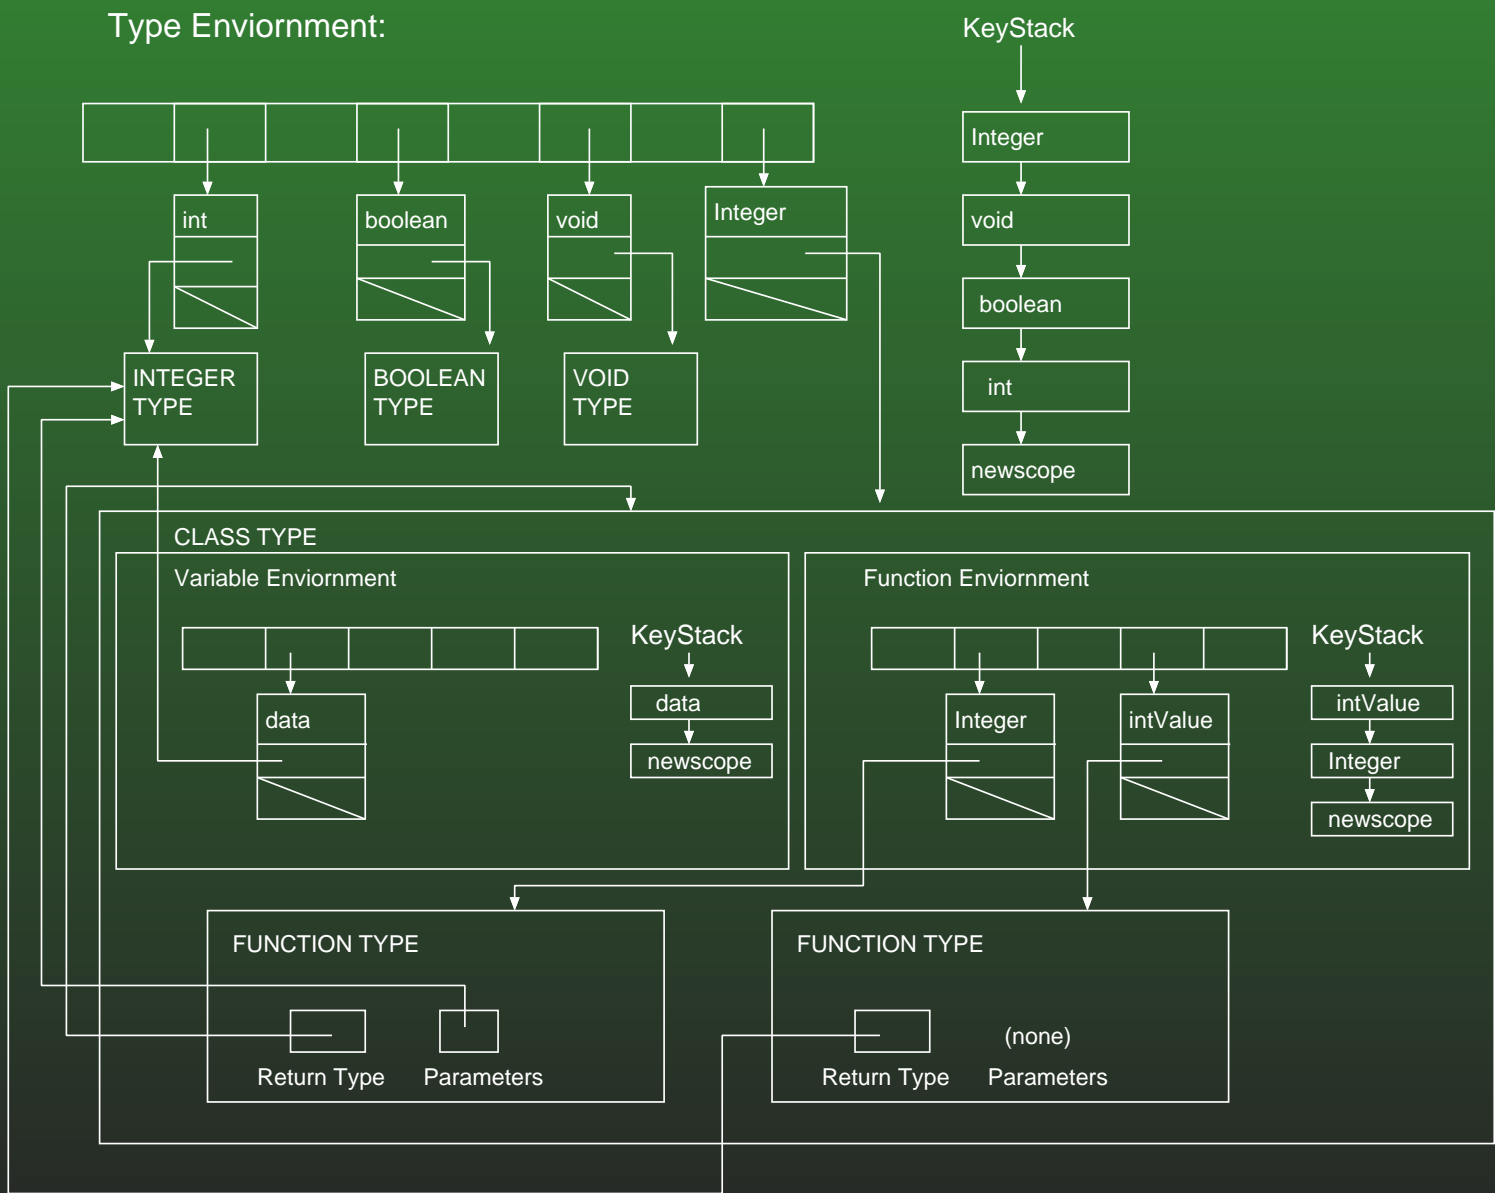 Type Enviornment:
KeyStack
Integer
void
boolean
int
newscope
int
boolean
void
Integer
INTEGER
TYPE
BOOLEAN
TYPE
VOID
TYPE
CLASS TYPE
Variable Enviornment
KeyStack
data
data
newscope
Function Enviornment
KeyStack
Integer
intValue
intValue
Integer
newscope
FUNCTION TYPE
Return Type
Parameters
FUNCTION TYPE
(none)
Return Type
Parameters